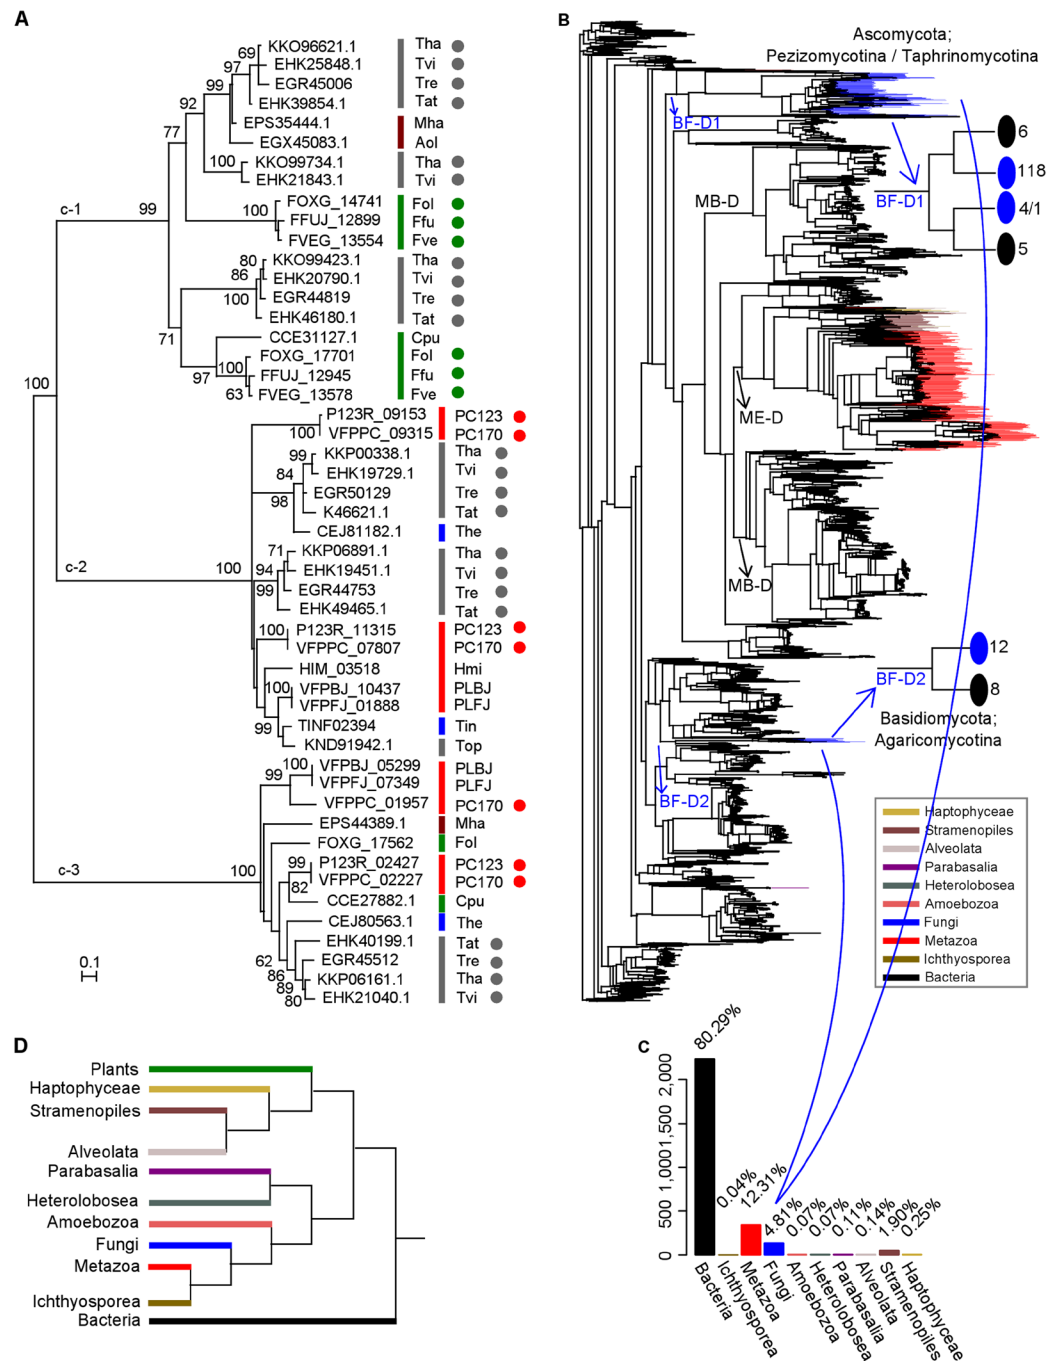 A
KKO96621.1 Tha
EHK25848.1 Tvi
EGR45006 Tre
EHK39854.1 Tat
EPS35444.1 Mha
EGX45083.1 Aol
KKO99734.1 Tha
EHK21843.1 Tvi
FOXG_14741 Fol
FFUJ_12899 Ffu
FVEG_13554 Fve
KKO99423.1 Tha
EHK20790.1 Tvi
EGR44819 Tre
EHK46180.1 Tat
CCE31127.1 Cpu
FOXG_17701 Fol
FFUJ_12945 Ffu
FVEG_13578 Fve
P123R_09153 PC123
VFPPC_09315 PC170
KKP00338.1 Tha
EHK19729.1 Tvi
EGR50129 Tre
K46621.1 Tat
CEJ81182.1 The
KKP06891.1 Tha
EHK19451.1 Tvi
EGR44753 Tre
EHK49465.1 Tat
P123R_11315 PC123
VFPPC_07807 PC170
HIM_03518 Hmi
VFPBJ_10437 PLBJ
VFPFJ_01888 PLFJ
TINF02394 Tin
KND91942.1 Top
VFPBJ_05299 PLBJ
VFPFJ_07349 PLFJ
VFPPC_01957 PC170
EPS44389.1 Mha
FOXG_17562 Fol
P123R_02427 PC123
VFPPC_02227 PC170
CCE27882.1 Cpu
CEJ80563.1 The
EHK40199.1 Tat
EGR45512 Tre
KKP06161.1 Tha
EHK21040.1 Tvi
69
97
99
92
77
100
c-1 99
100
80
86
100
71
97
100
63
100
100
99
84
98
71
94
99
c-2 100
100
100
99
100
99
c-3 100
99
82
62
86
89
80
0.1
B
Ascomycota;
Pezizomycotina / Taphrinomycotina
BF-D1
BF-D1
6
118
4/1
5
MB-D
ME-D
MB-D
BF-D2
12
8
Basidiomycota;
Agaricomycotina
BF-D2
Haptophyceae
Stramenopiles
Alveolata
Parabasalia
Heterolobosea
Amoebozoa
Fungi
Metazoa
Ichthyosporea
Bacteria
C
80.29%
0.04%
12.31%
4.81%
0.07%
0.07%
0.11%
0.14%
1.90%
0.25%
2,000
1,500
1,000
500
0
Bacteria
Ichthyosporea
Metazoa
Fungi
Amoebozoa
Heterolobosea
Parabasalia
Alveolata
Stramenopiles
Haptophyceae
D
Plants
Haptophyceae
Stramenopiles
Alveolata
Parabasalia
Heterolobosea
Amoebozoa
Fungi
Metazoa
Ichthyosporea
Bacteria